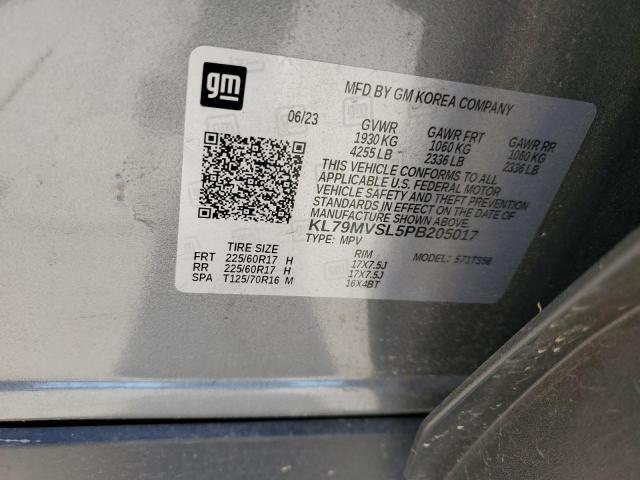 gm
MFD BY GM KOREA COMPANY
06/23 GVWR GAWR FRT GAWR RR
1930 KG 1060 KG 1060 KG
4255 LB 2336 LB 2336 LB
THIS VEHICLE CONFORMS TO ALL
APPLICABLE U.S. FEDERAL MOTOR
VEHICLE SAFETY AND THEFT PREVENTION
STANDARDS IN EFFECT ON THE DATE OF
MANUFACTURE SHOWN ABOVE.
KL79MVSL5PB205017
TYPE: MPV MODEL: 571TS56
TIRE SIZE RIM
FRT 225/60R17 H 17X7.5J
RR 225/60R17 H 17X7.5J
SPA T125/70R16 M 16X4BT